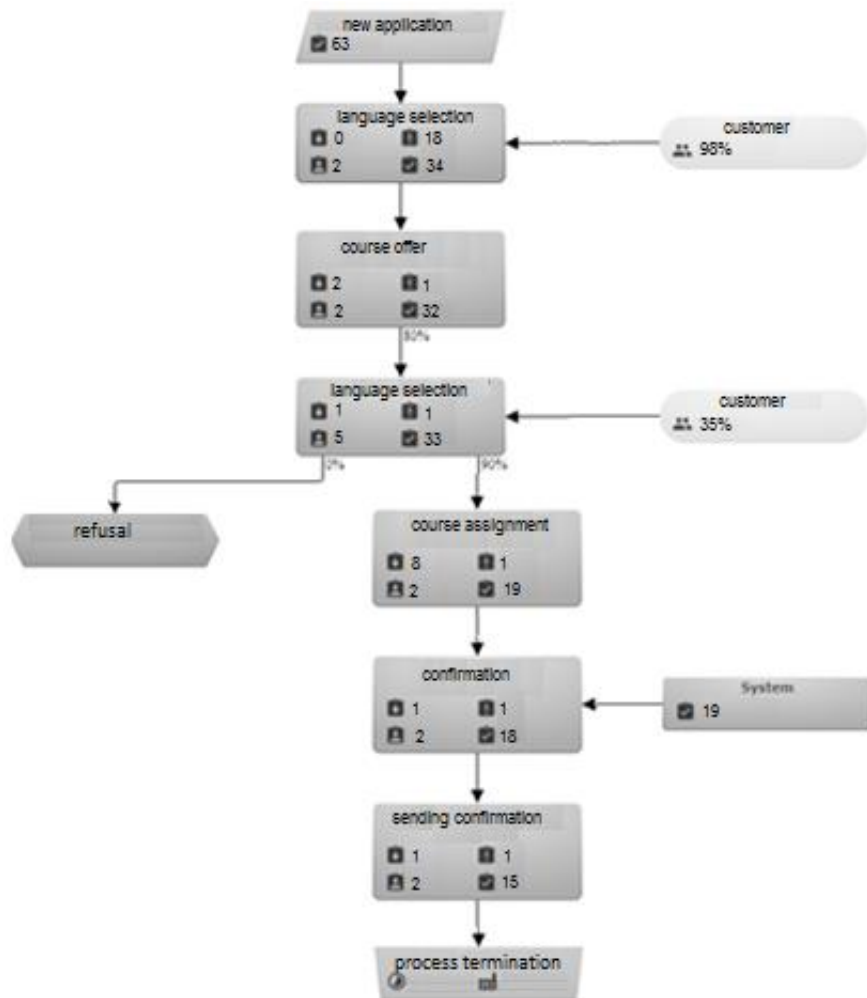 new application
63
language selection
0 18
2 34
customer
98%
course offer
2 1
2 32
80%
language selection
1 1
5 33
customer
35%
0% 90%
refusal
course assignment
8 1
2 19
confirmation
1 1
2 18
System
19
sending confirmation
1 1
2 15
process termination